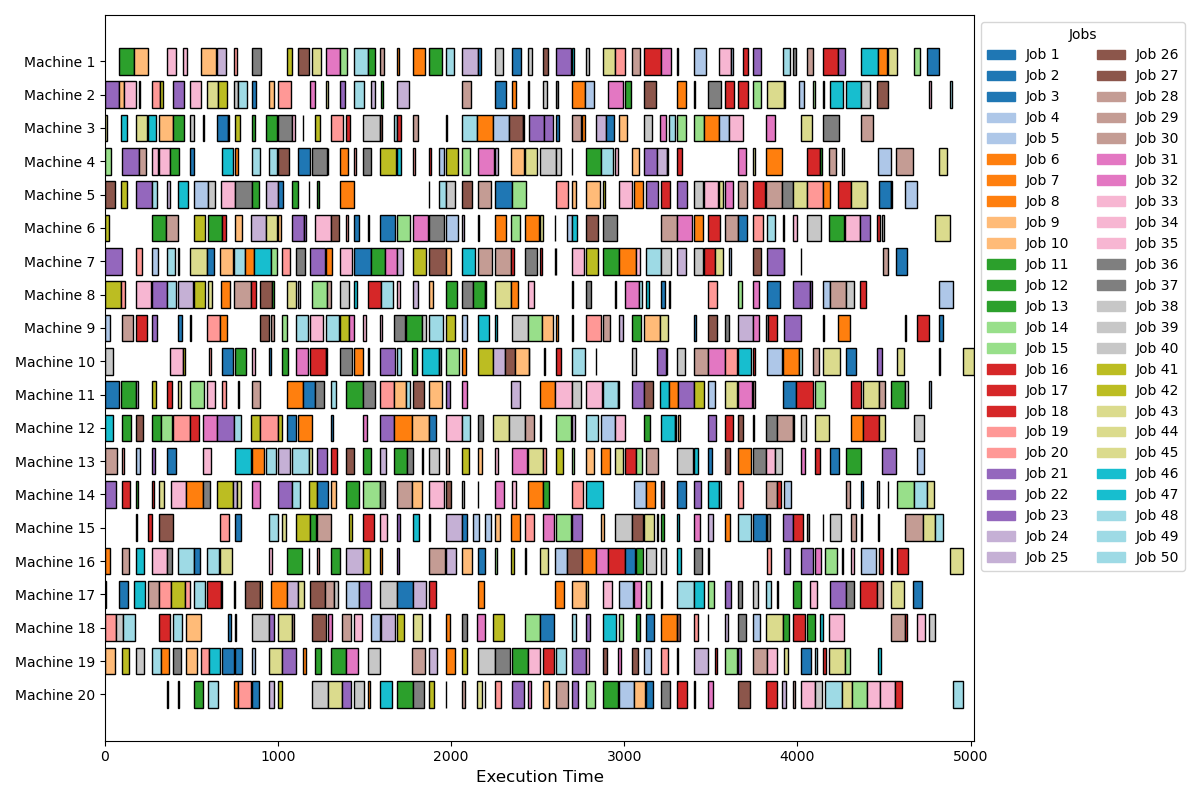 Machine 1
Machine 2
Machine 3
Machine 4
Machine 5
Machine 6
Machine 7
Machine 8
Machine 9
Machine 10
Machine 11
Machine 12
Machine 13
Machine 14
Machine 15
Machine 16
Machine 17
Machine 18
Machine 19
Machine 20
0 1000 2000 3000 4000 5000
Execution Time
Jobs
Job 1
Job 2
Job 3
Job 4
Job 5
Job 6
Job 7
Job 8
Job 9
Job 10
Job 11
Job 12
Job 13
Job 14
Job 15
Job 16
Job 17
Job 18
Job 19
Job 20
Job 21
Job 22
Job 23
Job 24
Job 25
Job 26
Job 27
Job 28
Job 29
Job 30
Job 31
Job 32
Job 33
Job 34
Job 35
Job 36
Job 37
Job 38
Job 39
Job 40
Job 41
Job 42
Job 43
Job 44
Job 45
Job 46
Job 47
Job 48
Job 49
Job 50